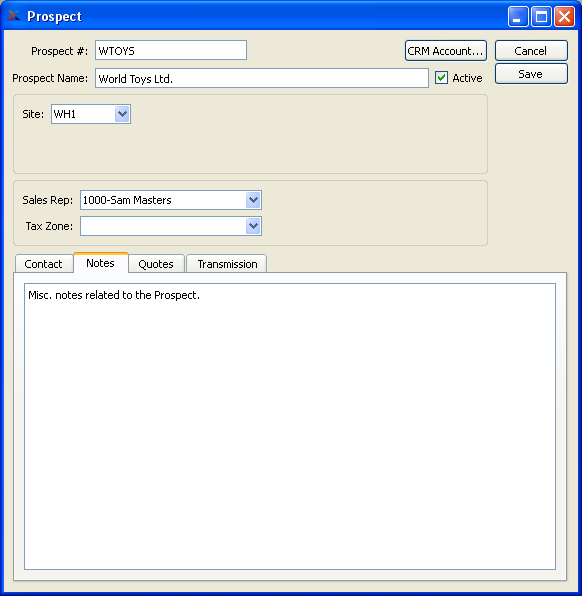 Prospect
Prospect #: WTOYS CRM Account... Cancel
Prospect Name: World Toys Ltd. Active Save
Site: WH1
Sales Rep: 1000-Sam Masters
Tax Zone:
Contact Notes Quotes Transmission
Misc. notes related to the Prospect.